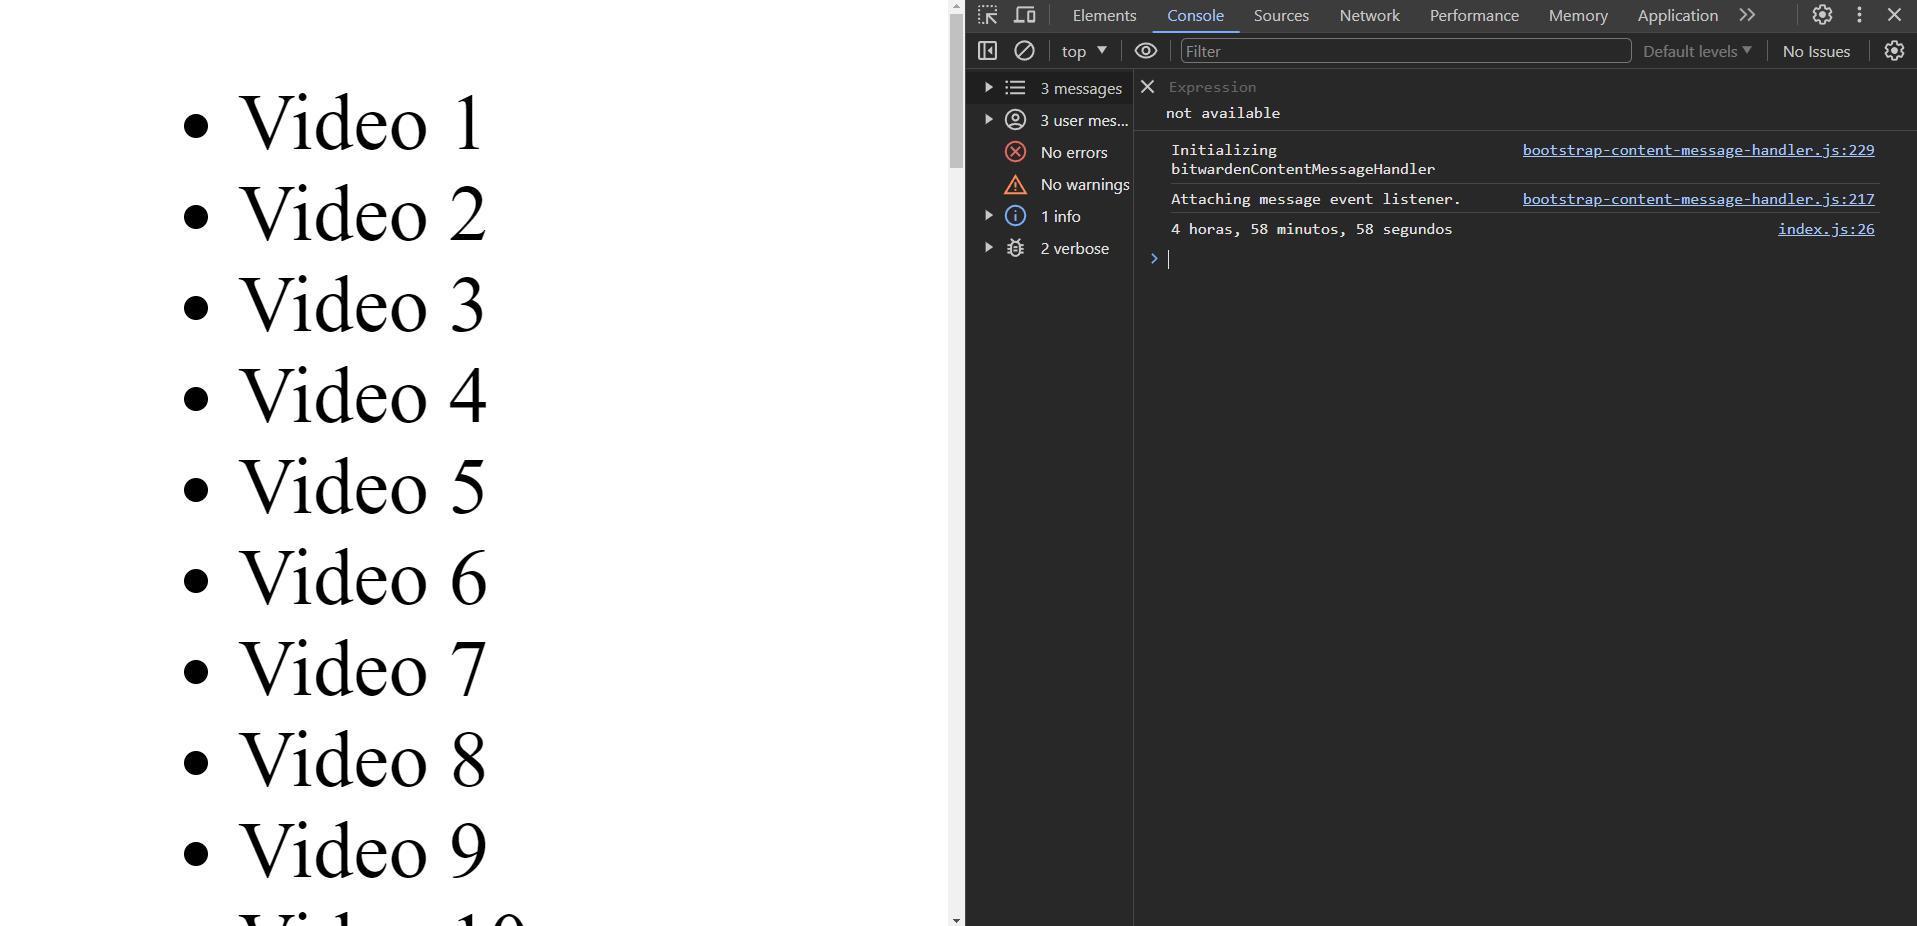 Video 1
Video 2
Video 3
Video 4
Video 5
Video 6
Video 7
Video 8
Video 9
Video 10
Elements Console Sources Network Performance Memory Application
top Filter Default levels No Issues
3 messages
3 user mes...
No errors
No warnings
1 info
2 verbose
Expression
not available
Initializing bootstrap-content-message-handler.js:229
bitwardenContentMessageHandler
Attaching message event listener. bootstrap-content-message-handler.js:217
4 horas, 58 minutos, 58 segundos index.js:26